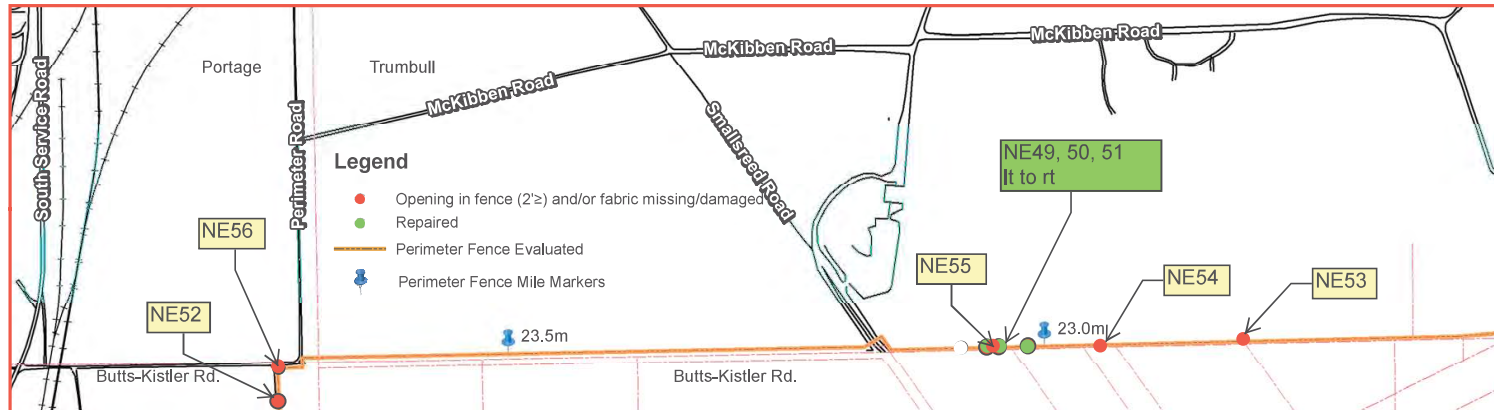 McKibben Road
McKibben Road
Portage
Trumbull
South Service Road
Perimeter Road
McKibben Road
Smallsreed Road
NE49, 50, 51
lt to rt
Legend
Opening in fence (2'≥) and/or fabric missing/damaged
Repaired
Perimeter Fence Evaluated
Perimeter Fence Mile Markers
NE56
NE55
NE54
NE53
NE52
23.5m
23.0m
Butts-Kistler Rd.
Butts-Kistler Rd.